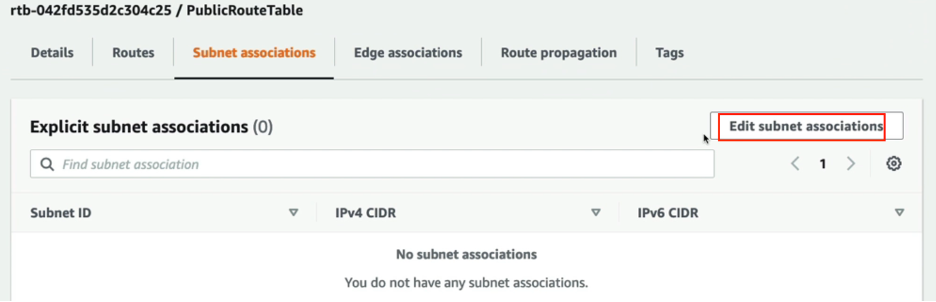 rtb-042fd535d2c304c25 / PublicRouteTable
Details Routes Subnet associations Edge associations Route propagation Tags
Explicit subnet associations (0) Edit subnet associations
Find subnet association 1
Subnet ID IPv4 CIDR IPv6 CIDR
No subnet associations
You do not have any subnet associations.